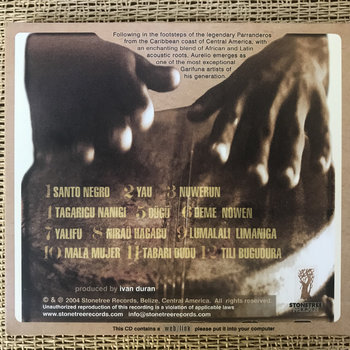 Following in the footsteps of the legendary Parranderos
from the Caribbean coast of Central America, with
an enchanting blend of African and Latin
acoustic roots, Aurelio emerges as
one of the most exceptional
Garifuna artists of
his generation.
1 SANTO NEGRO 2 YAU 3 NUWERUN
4 TAGARIGU NANIGI 5 DÜGÜ 6 DEME NOWEN
7 YALIFU 8 NIRAÜ HAGABU 9 LUMALALI LIMANIGA
10 MALA MUJER 11 TABARI DUDU 12 TILI BUGUDURA
produced by ivan duran
© & ℗ 2004 Stonetree Records, Belize, Central America. All rights reserved.
Unauthorized reproduction of this recording is a violation of applicable laws.
www.stonetreerecords.com info@stonetreerecords.com
STONETREE
RECORDS
This CD contains a web/link please put it into your computer